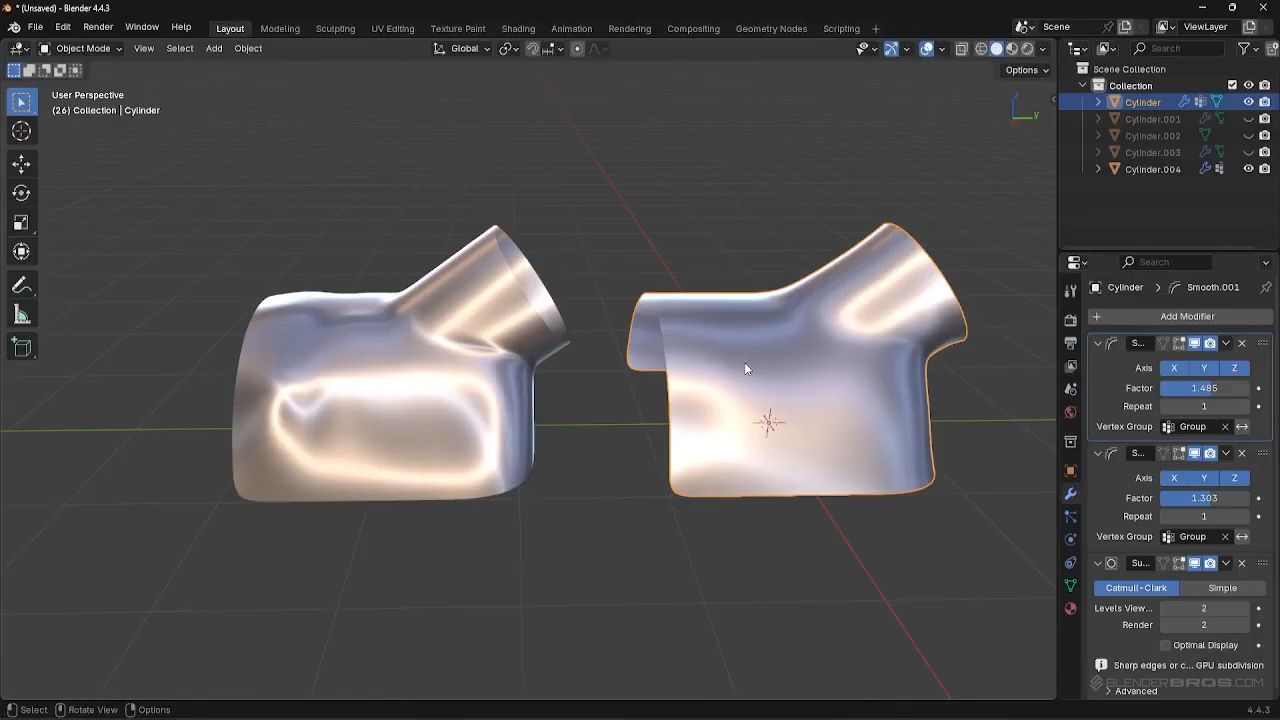 * (Unsaved) - Blender 4.4.3
File Edit Render Window Help Layout Modeling Sculpting UV Editing Texture Paint Shading Animation Rendering Compositing Geometry Nodes Scripting + Scene ViewLayer
Object Mode View Select Add Object Global Search
Options
User Perspective
(26) Collection | Cylinder
Z
Y
Scene Collection
Collection
Cylinder
Cylinder.001
Cylinder.002
Cylinder.003
Cylinder.004
Search
Cylinder > Smooth.001
+ Add Modifier
S...
Axis X Y Z
Factor 1.485
Repeat 1
Vertex Group Group
S...
Axis X Y Z
Factor 1.303
Repeat 1
Vertex Group Group
Su...
Catmull-Clark Simple
Levels View... 2
Render 2
Optimal Display
Sharp edges or c... GPU subdivision
BLENDERBROS.COM
Advanced
Select Rotate View Options 4.4.3